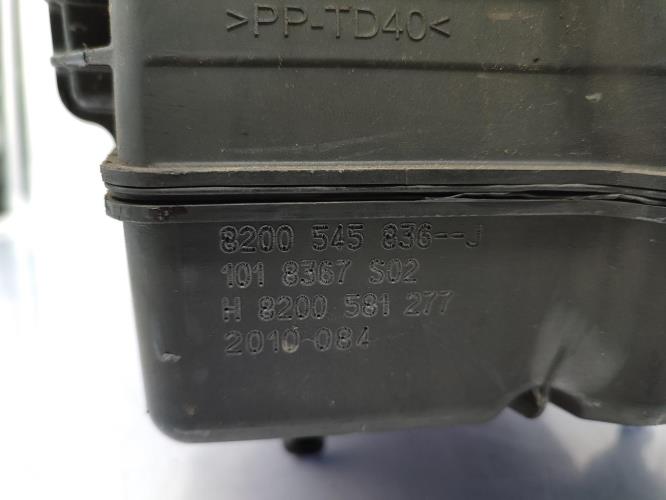 >PP-TD40<
8200 545 836--J
101 8367 S02
H 8200 581 277
2010-084